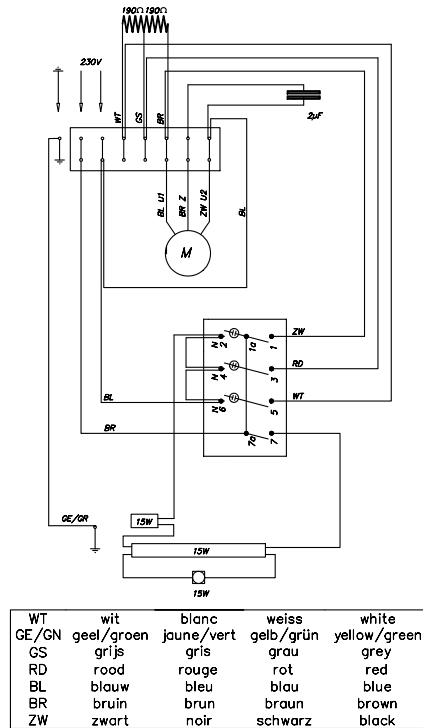 190Ω 190Ω
230V
WT
GS
BR
2µF
BL U1
BR Z
ZW U2
BL
M
N 2
1a
1
ZW
N 4
3
RD
N 6
5
WT
BL
BR
7a
7
GE/GR
15W
15W
15W
WT wit blanc weiss white
GE/GN geel/groen jaune/vert gelb/grün yellow/green
GS grijs gris grau grey
RD rood rouge rot red
BL blauw bleu blau blue
BR bruin brun braun brown
ZW zwart noir schwarz black